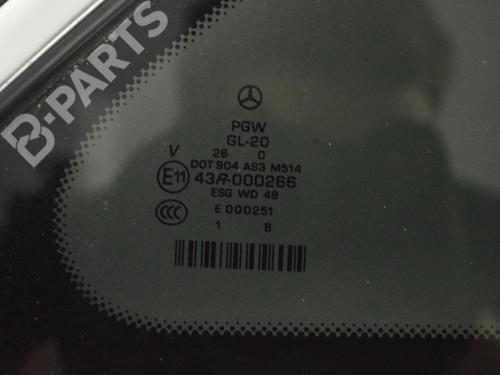 B-PARTS
PGW
GL-20
26 0
V DOT 904 AS3 M514
E11 43R-000266
ESG WD 49
CCC E 000251
1 8